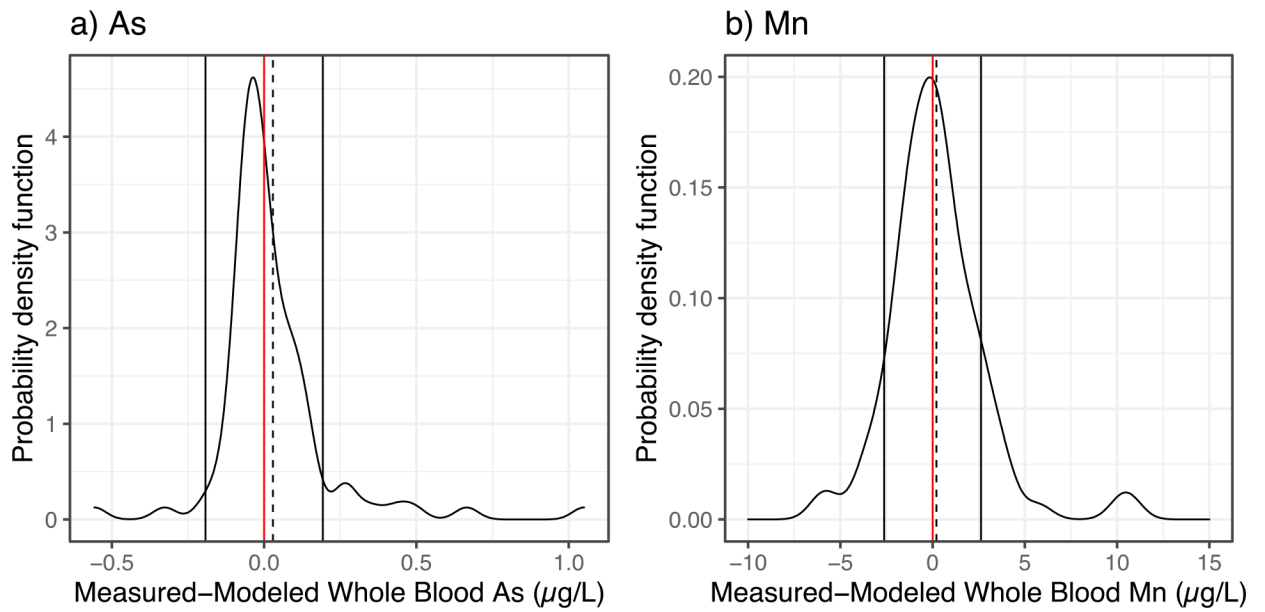 a) As
Probability density function
4
3
2
1
0
−0.5 0.0 0.5 1.0
Measured−Modeled Whole Blood As (µg/L)
b) Mn
Probability density function
0.20
0.15
0.10
0.05
0.00
−10 −5 0 5 10 15
Measured−Modeled Whole Blood Mn (µg/L)